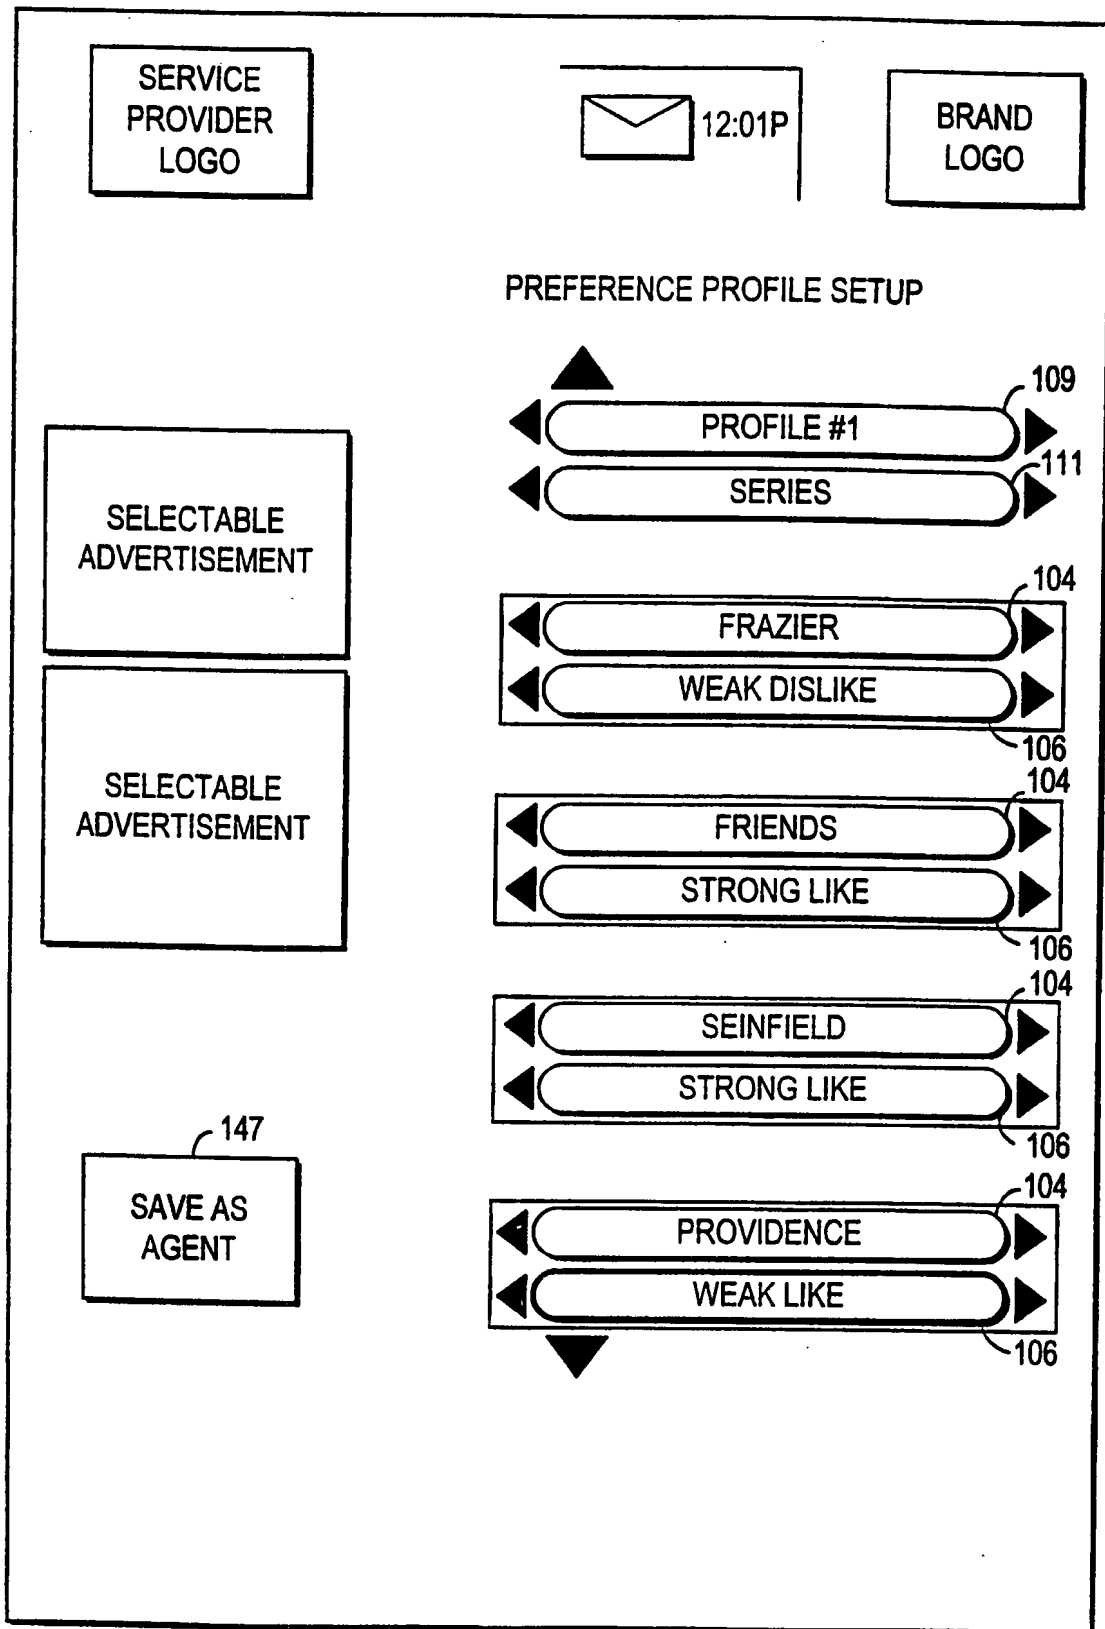 SERVICE
PROVIDER
LOGO
12:01P
BRAND
LOGO
PREFERENCE PROFILE SETUP
109
PROFILE #1
111
SERIES
SELECTABLE
ADVERTISEMENT
104
FRAZIER
WEAK DISLIKE
106
SELECTABLE
ADVERTISEMENT
104
FRIENDS
STRONG LIKE
106
104
SEINFIELD
STRONG LIKE
106
147
SAVE AS
AGENT
104
PROVIDENCE
WEAK LIKE
106